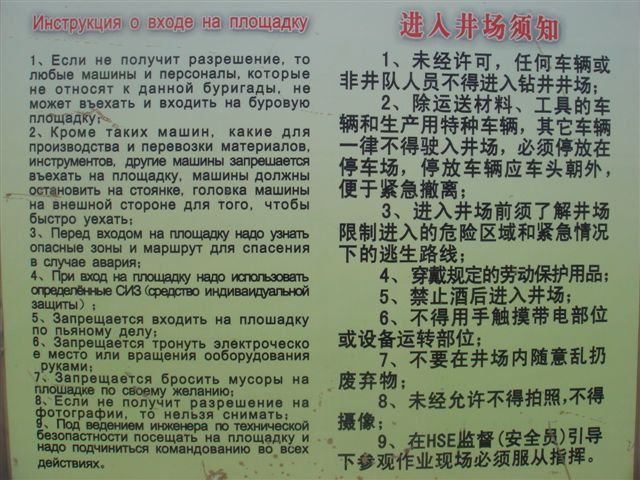 Инструкция о входе на площадку
1、Если не получит разрешение, то
любые машины и персоналы, которые
не относят к данной буригады, не
может въехать и входить на буровую
площадку;
2、Кроме таких машин, какие для
производства и перевозки материалов,
инструментов, другие машины запрешается
въехать на площадку, машины должны
остановить на стоянке, головка машины
на внешной стороне для того, чтобы
быстро уехать;
3、Перед входом на площадку надо узнать
опасные зоны и маршрут для спасения
в случае авария;
4、При вход на площадку надо использовать
определённые СИЗ (средство индиваидуальной
защиты) ;
5、Запрещается входить на плошадку
по пьяному делу;
6、Запрещается тронуть электроческо
е место или вращения ооборудования
руками;
7、Запрещается бросить мусоры на
плошадке по своему желанию;
8、Если не получит разрешение на
фотографии, то нельзя снимать;
9、Под ведением инженера по технической
безопастности посещать на площадку и
надо подчиниться командованию во всех
действиях。
进入井场须知
1、未经许可，任何车辆或
非井队人员不得进入钻井井场；
2、除运送材料、工具的车
辆和生产用特种车辆，其它车辆
一律不得驶入井场，必须停放在
停车场，停放车辆应车头朝外，
便于紧急撤离；
3、进入井场前须了解井场
限制进入的危险区域和紧急情况
下的逃生路线；
4、穿戴规定的劳动保护用品；
5、禁止酒后进入井场；
6、不得用手触摸带电部位
或设备运转部位；
7、不要在井场内随意乱扔
废弃物；
8、未经允许不得拍照，不得
摄像；
9、在HSE监督(安全员)引导
下参观作业现场必须服从指挥。